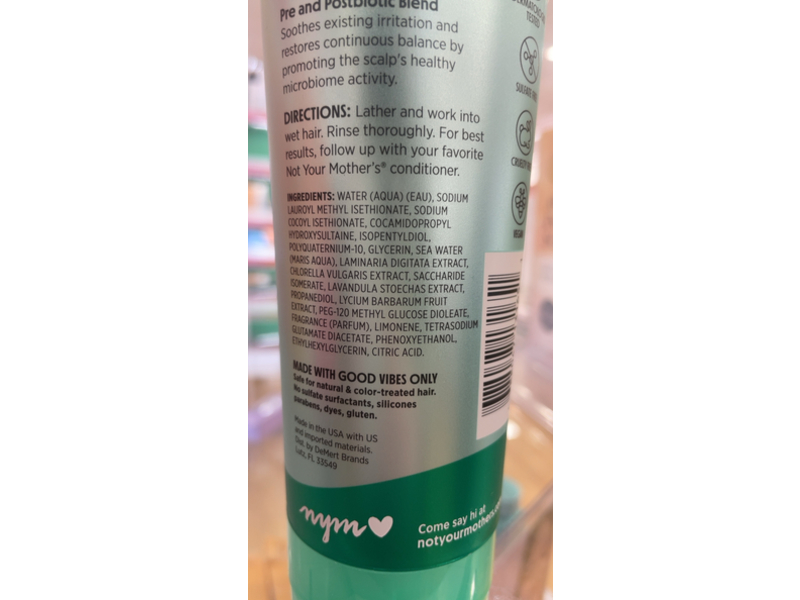 Pre and Postbiotic Blend
Soothes existing irritation and
restores continuous balance by
promoting the scalp's healthy
microbiome activity.
DIRECTIONS: Lather and work into
wet hair. Rinse thoroughly. For best
results, follow up with your favorite
Not Your Mother's® conditioner.
INGREDIENTS: WATER (AQUA) (EAU), SODIUM
LAUROYL METHYL ISETHIONATE, SODIUM
COCOYL ISETHIONATE, COCAMIDOPROPYL
HYDROXYSULTAINE, ISOPENTYLDIOL,
POLYQUATERNIUM-10, GLYCERIN, SEA WATER
(MARIS AQUA), LAMINARIA DIGITATA EXTRACT,
CHLORELLA VULGARIS EXTRACT, SACCHARIDE
ISOMERATE, LAVANDULA STOECHAS EXTRACT,
PROPANEDIOL, LYCIUM BARBARUM FRUIT
EXTRACT, PEG-120 METHYL GLUCOSE DIOLEATE,
FRAGRANCE (PARFUM), LIMONENE, TETRASODIUM
GLUTAMATE DIACETATE, PHENOXYETHANOL,
ETHYLHEXYLGLYCERIN, CITRIC ACID.
MADE WITH GOOD VIBES ONLY
Safe for natural & color-treated hair.
No sulfate surfactants, silicones
parabens, dyes, gluten.
Made in the USA with US
and imported materials.
Dist. by DeMert Brands
Lutz, FL 33549
nym
Come say hi at
notyourmothers
TESTED
SULFATE
VEGAN